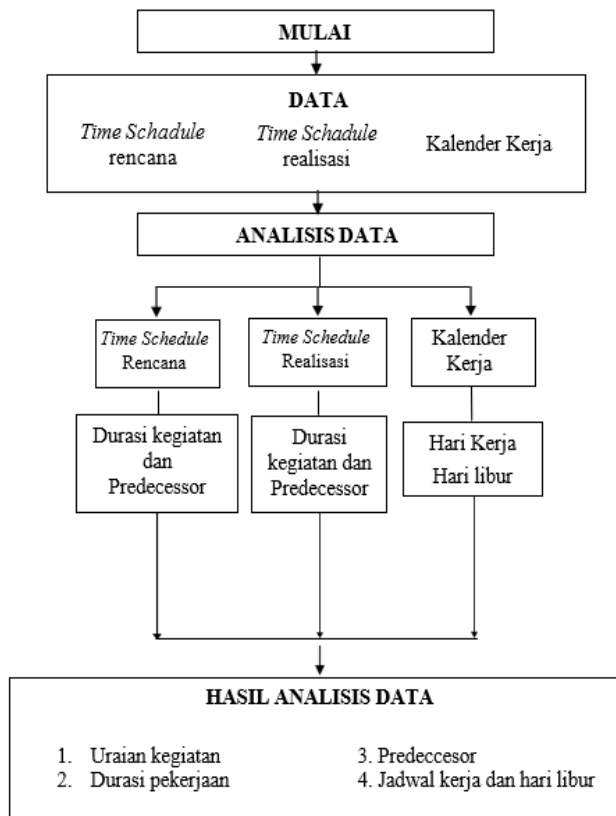 MULAI
DATA
Time Schadule
rencana
Time Schadule
realisasi
Kalender Kerja
ANALISIS DATA
Time Schedule
Rencana
Time Schedule
Realisasi
Kalender
Kerja
Durasi kegiatan
dan
Predecessor
Durasi
kegiatan dan
Predecessor
Hari Kerja
Hari libur
HASIL ANALISIS DATA
1. Uraian kegiatan
2. Durasi pekerjaan
3. Predeccesor
4. Jadwal kerja dan hari libur